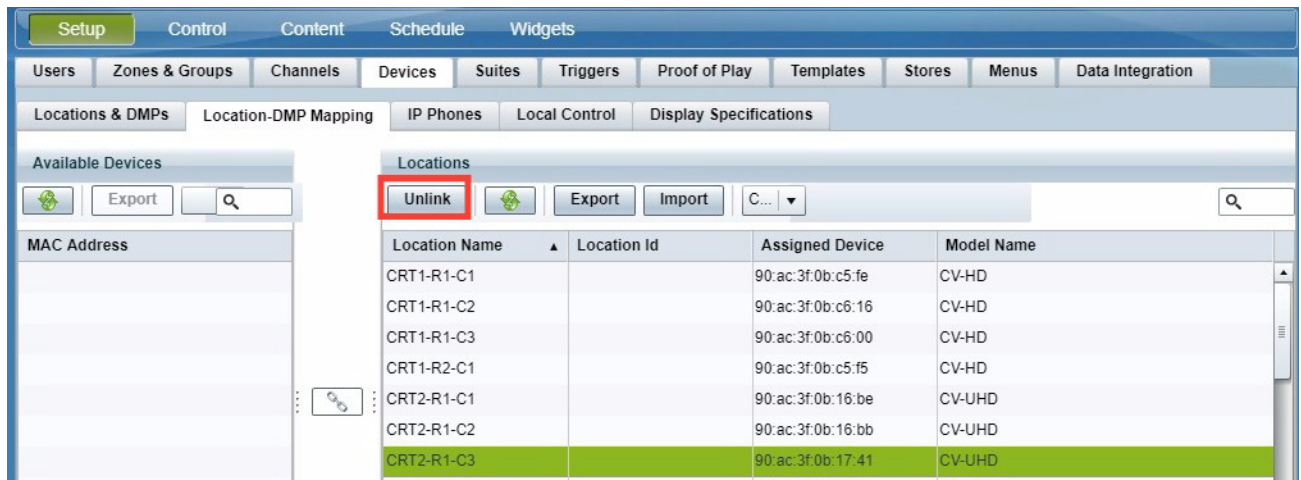 Setup Control Content Schedule Widgets
Users Zones & Groups Channels Devices Suites Triggers Proof of Play Templates Stores Menus Data Integration
Locations & DMPs Location-DMP Mapping IP Phones Local Control Display Specifications
Available Devices Locations
Export Unlink Export Import C...
MAC Address Location Name Location Id Assigned Device Model Name
CRT1-R1-C1 90:ac:3f:0b:c5:fe CV-HD
CRT1-R1-C2 90:ac:3f:0b:c6:16 CV-HD
CRT1-R1-C3 90:ac:3f:0b:c6:00 CV-HD
CRT1-R2-C1 90:ac:3f:0b:c5:f5 CV-HD
CRT2-R1-C1 90:ac:3f:0b:16:be CV-UHD
CRT2-R1-C2 90:ac:3f:0b:16:bb CV-UHD
CRT2-R1-C3 90:ac:3f:0b:17:41 CV-UHD